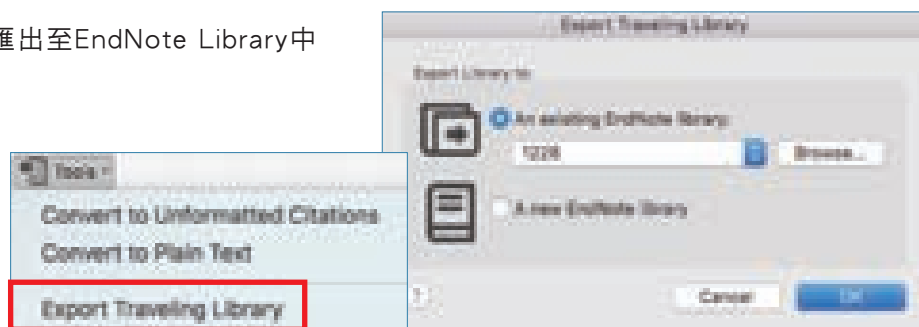 匯出至EndNote Library中
Export Traveling Library
Export Library to:
An existing EndNote library:
1228
Browse...
A new EndNote library
?
Cancel
OK
Tools
Convert to Unformatted Citations
Convert to Plain Text
Export Traveling Library